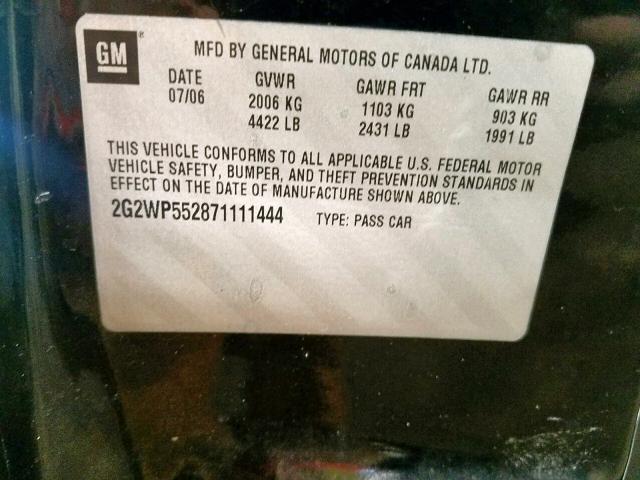 GM
MFD BY GENERAL MOTORS OF CANADA LTD.
DATE GVWR GAWR FRT GAWR RR
07/06 2006 KG 1103 KG 903 KG
4422 LB 2431 LB 1991 LB
THIS VEHICLE CONFORMS TO ALL APPLICABLE U.S. FEDERAL MOTOR
VEHICLE SAFETY, BUMPER, AND THEFT PREVENTION STANDARDS IN
EFFECT ON THE DATE OF MANUFACTURE SHOWN ABOVE.
2G2WP552871111444 TYPE: PASS CAR